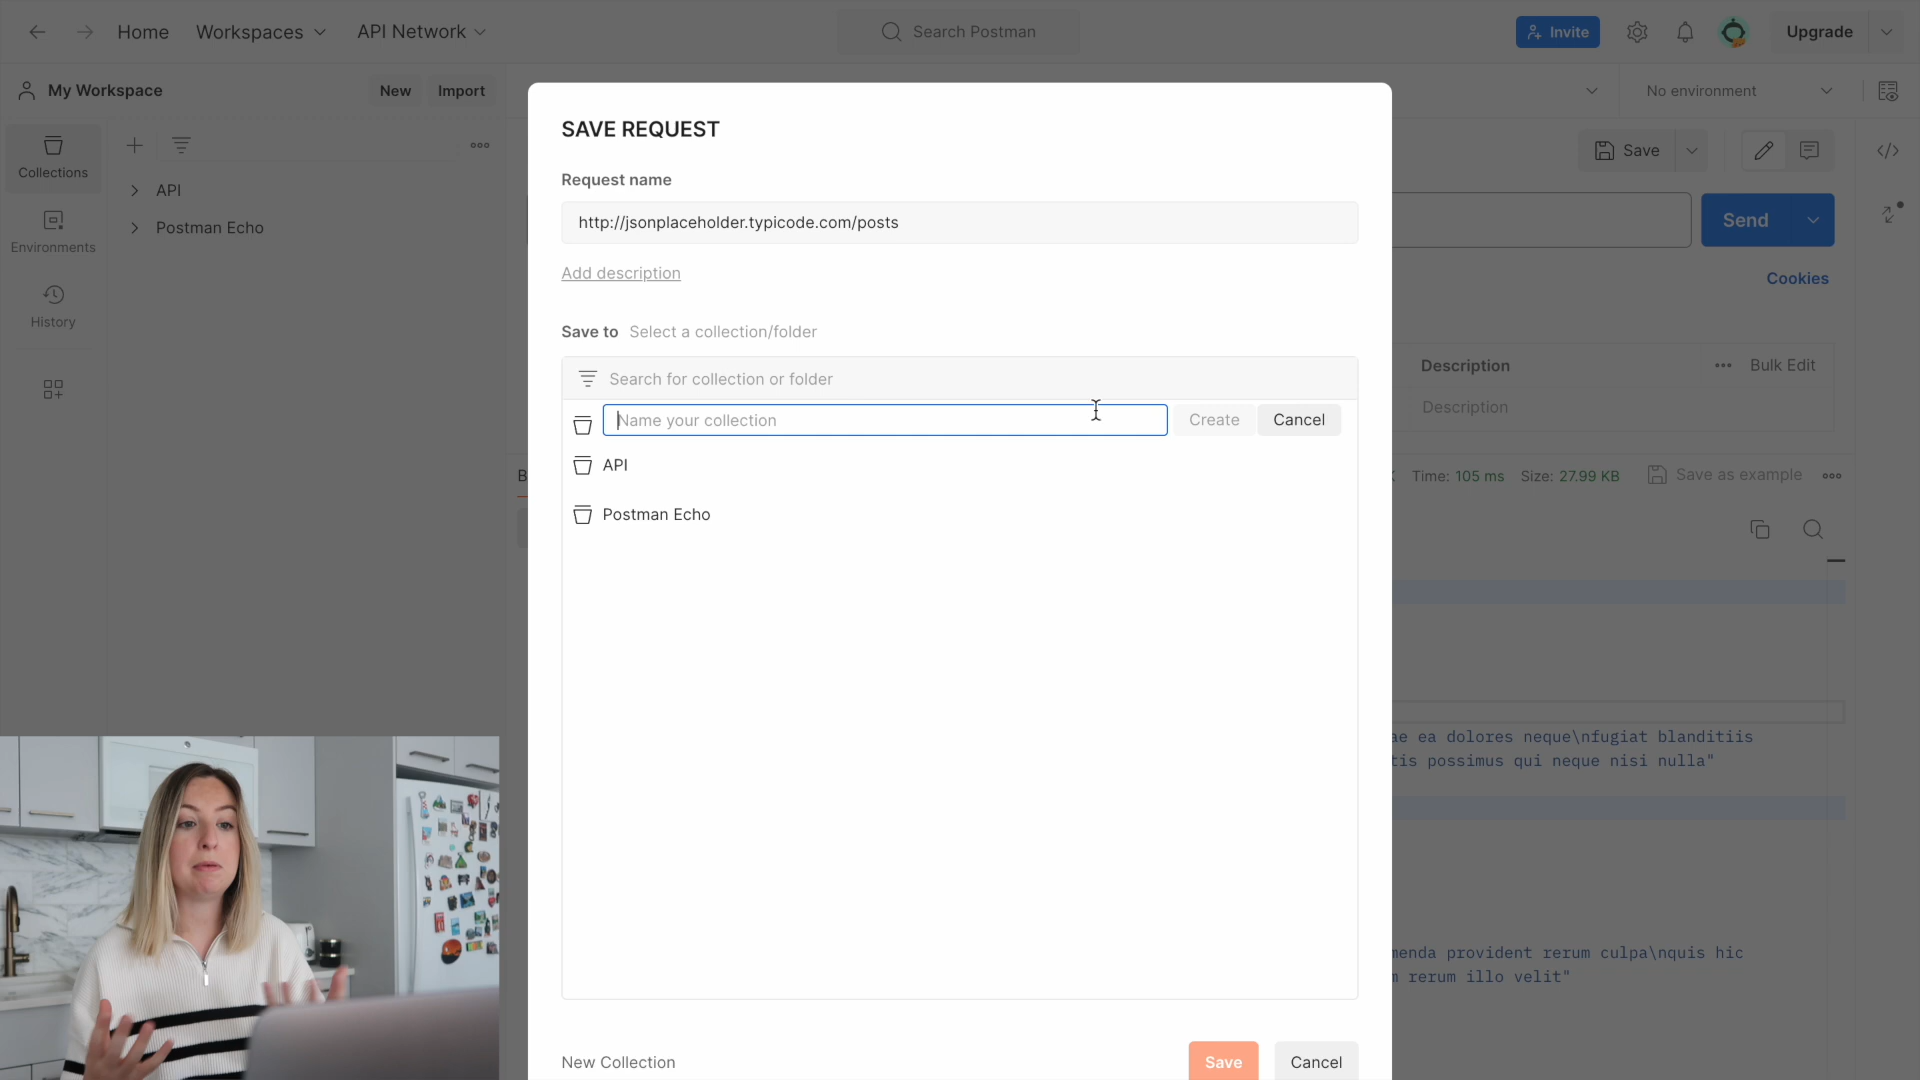 Home Workspaces API Network Search Postman Invite Upgrade
My Workspace New Import No environment
Collections
Environments
History
API
Postman Echo
SAVE REQUEST
Request name
http://jsonplaceholder.typicode.com/posts
Add description
Save to Select a collection/folder
Search for collection or folder
Name your collection Create Cancel
API
Postman Echo
New Collection Save Cancel
Save
Send
Cookies
Description Bulk Edit
Description
Time: 105 ms Size: 27.99 KB Save as example
ae ea dolores neque\nfugiat blanditiis
tis possimus qui neque nisi nulla"
menda provident rerum culpa\nquis hic
rerum illo velit"